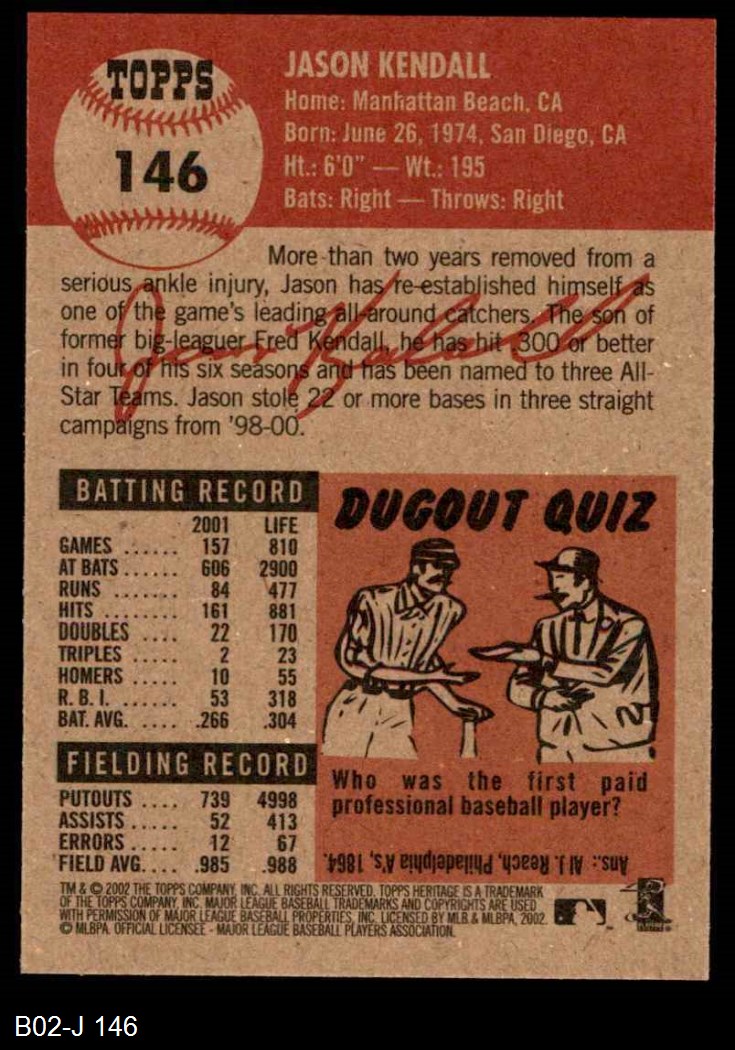 TOPPS
146
JASON KENDALL
Home: Manhattan Beach, CA
Born: June 26, 1974, San Diego, CA
Ht.: 6'0" — Wt.: 195
Bats: Right — Throws: Right
More than two years removed from a
serious ankle injury, Jason has re-established himself as
one of the game's leading all-around catchers. The son of
former big-leaguer Fred Kendall, he has hit .300 or better
in four of his six seasons and has been named to three All-
Star Teams. Jason stole 22 or more bases in three straight
campaigns from '98-00.
Jason Kendall
BATTING RECORD
2001 LIFE
GAMES ...... 157 810
AT BATS ..... 606 2900
RUNS ....... 84 477
HITS ........ 161 881
DOUBLES .... 22 170
TRIPLES ..... 2 23
HOMERS .... 10 55
R.B.I. ...... 53 318
BAT. AVG. ... .266 .304
FIELDING RECORD
PUTOUTS .... 739 4998
ASSISTS ..... 52 413
ERRORS ..... 12 67
FIELD AVG. ... .985 .988
DUGOUT QUIZ
Who was the first paid
professional baseball player?
Ans.: Al J. Reach, Philadelphia A's, 1864.
TM & © 2002 THE TOPPS COMPANY, INC. ALL RIGHTS RESERVED. TOPPS HERITAGE IS A TRADEMARK
OF THE TOPPS COMPANY, INC. MAJOR LEAGUE BASEBALL TRADEMARKS AND COPYRIGHTS ARE USED
WITH PERMISSION OF MAJOR LEAGUE BASEBALL PROPERTIES, INC. LICENSED BY MLB & MLBPA, 2002.
© MLBPA. OFFICIAL LICENSEE - MAJOR LEAGUE BASEBALL PLAYERS ASSOCIATION.
B02-J 146